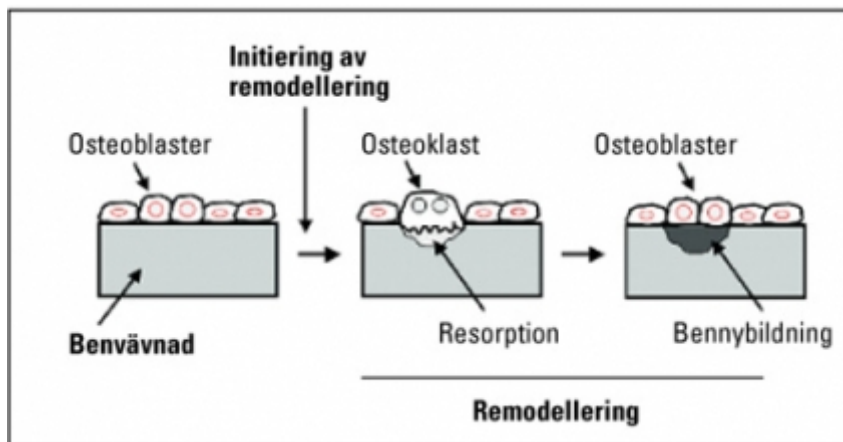 Initiering av
remodellering
Osteoblaster
Osteoklast
Osteoblaster
Benvävnad
Resorption
Bennybildning
Remodellering